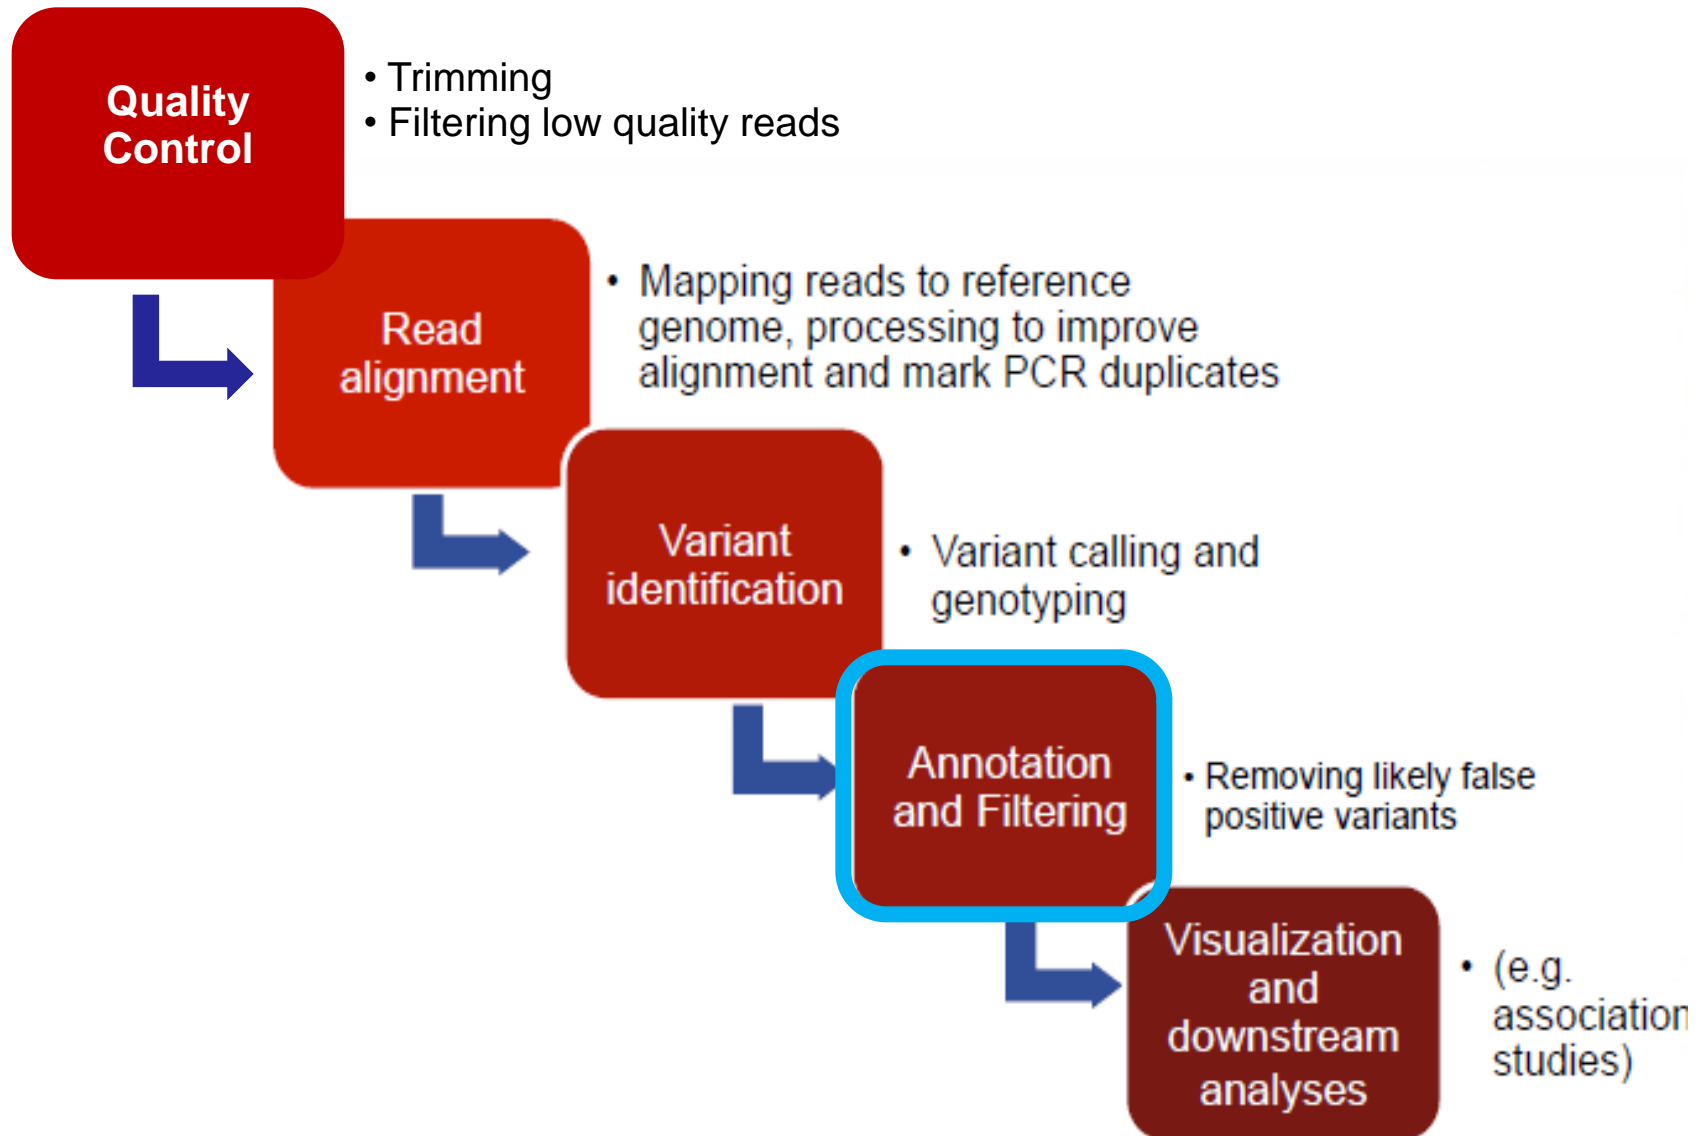 Quality
Control
• Trimming
• Filtering low quality reads
Read
alignment
• Mapping reads to reference
genome, processing to improve
alignment and mark PCR duplicates
Variant
identification
• Variant calling and
genotyping
Annotation
and Filtering
• Removing likely false
positive variants
Visualization
and
downstream
analyses
• (e.g.
association
studies)